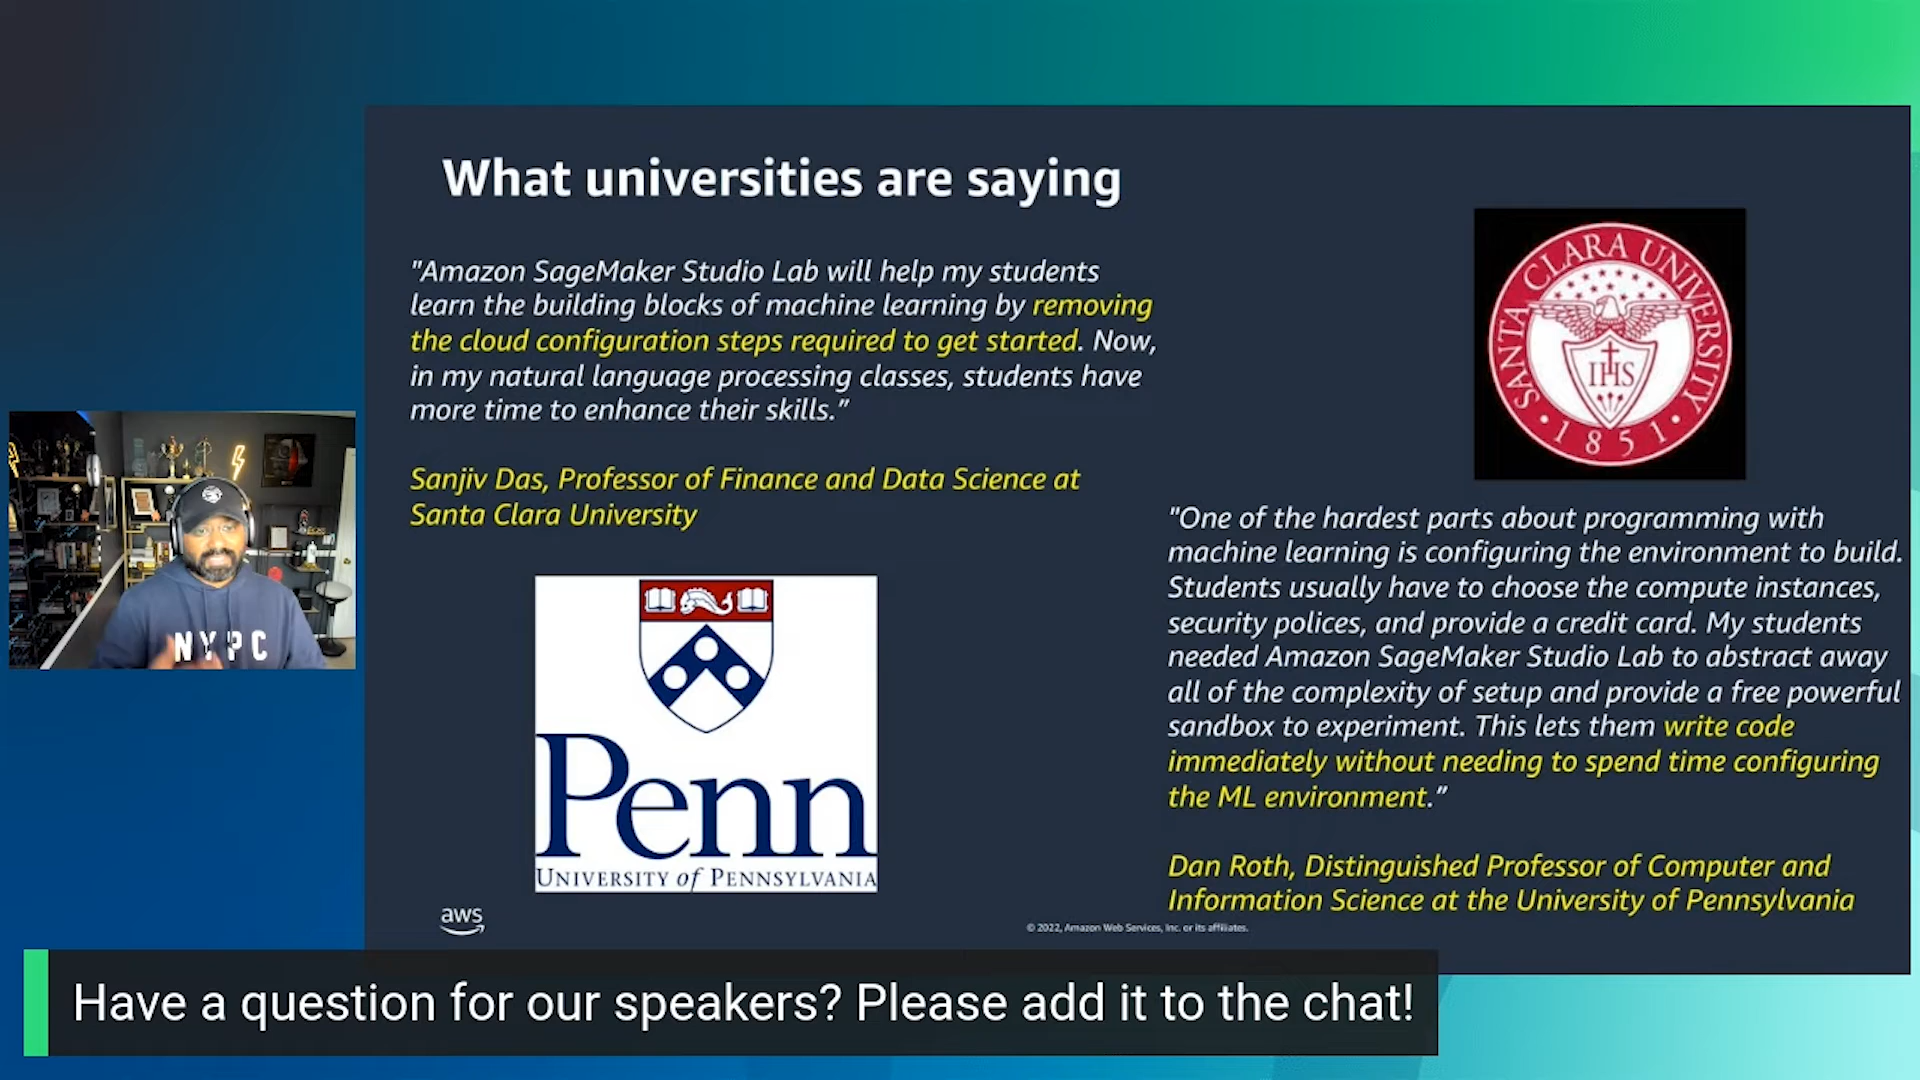 What universities are saying
"Amazon SageMaker Studio Lab will help my students
learn the building blocks of machine learning by removing
the cloud configuration steps required to get started. Now,
in my natural language processing classes, students have
more time to enhance their skills.”
Sanjiv Das, Professor of Finance and Data Science at
Santa Clara University
SANTA CLARA UNIVERSITY
IHS
1851
"One of the hardest parts about programming with
machine learning is configuring the environment to build.
Students usually have to choose the compute instances,
security polices, and provide a credit card. My students
needed Amazon SageMaker Studio Lab to abstract away
all of the complexity of setup and provide a free powerful
sandbox to experiment. This lets them write code
immediately without needing to spend time configuring
the ML environment.”
Dan Roth, Distinguished Professor of Computer and
Information Science at the University of Pennsylvania
Penn
UNIVERSITY of PENNSYLVANIA
NYPC
aws
© 2022, Amazon Web Services, Inc. or its affiliates.
Have a question for our speakers? Please add it to the chat!